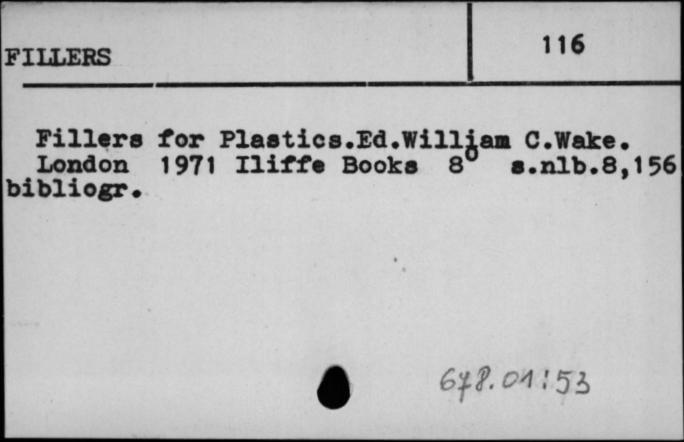 FILLERS
116
Fillers for Plastics.Ed.William C.Wake.
London 1971 Iliffe Books 8° s.nlb.8,156
bibliogr.
678.01:53